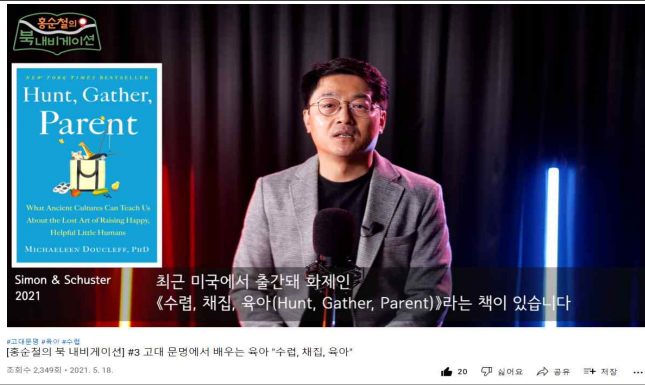 홍순철의
북 내비게이션
NEW YORK TIMES BESTSELLER
Hunt, Gather,
Parent
What Ancient Cultures Can Teach Us
About the Lost Art of Raising Happy,
Helpful Little Humans
MICHAELEEN DOUCLEFF, PHD
Simon & Schuster
2021
최근 미국에서 출간돼 화제인
《수렵, 채집, 육아(Hunt, Gather, Parent)》라는 책이 있습니다
#고대문명 #육아 #수렵
[홍순철의 북 내비게이션] #3 고대 문명에서 배우는 육아 "수렵, 채집, 육아"
조회수 2,349회 • 2021. 5. 18.
20 싫어요 공유 저장 ...